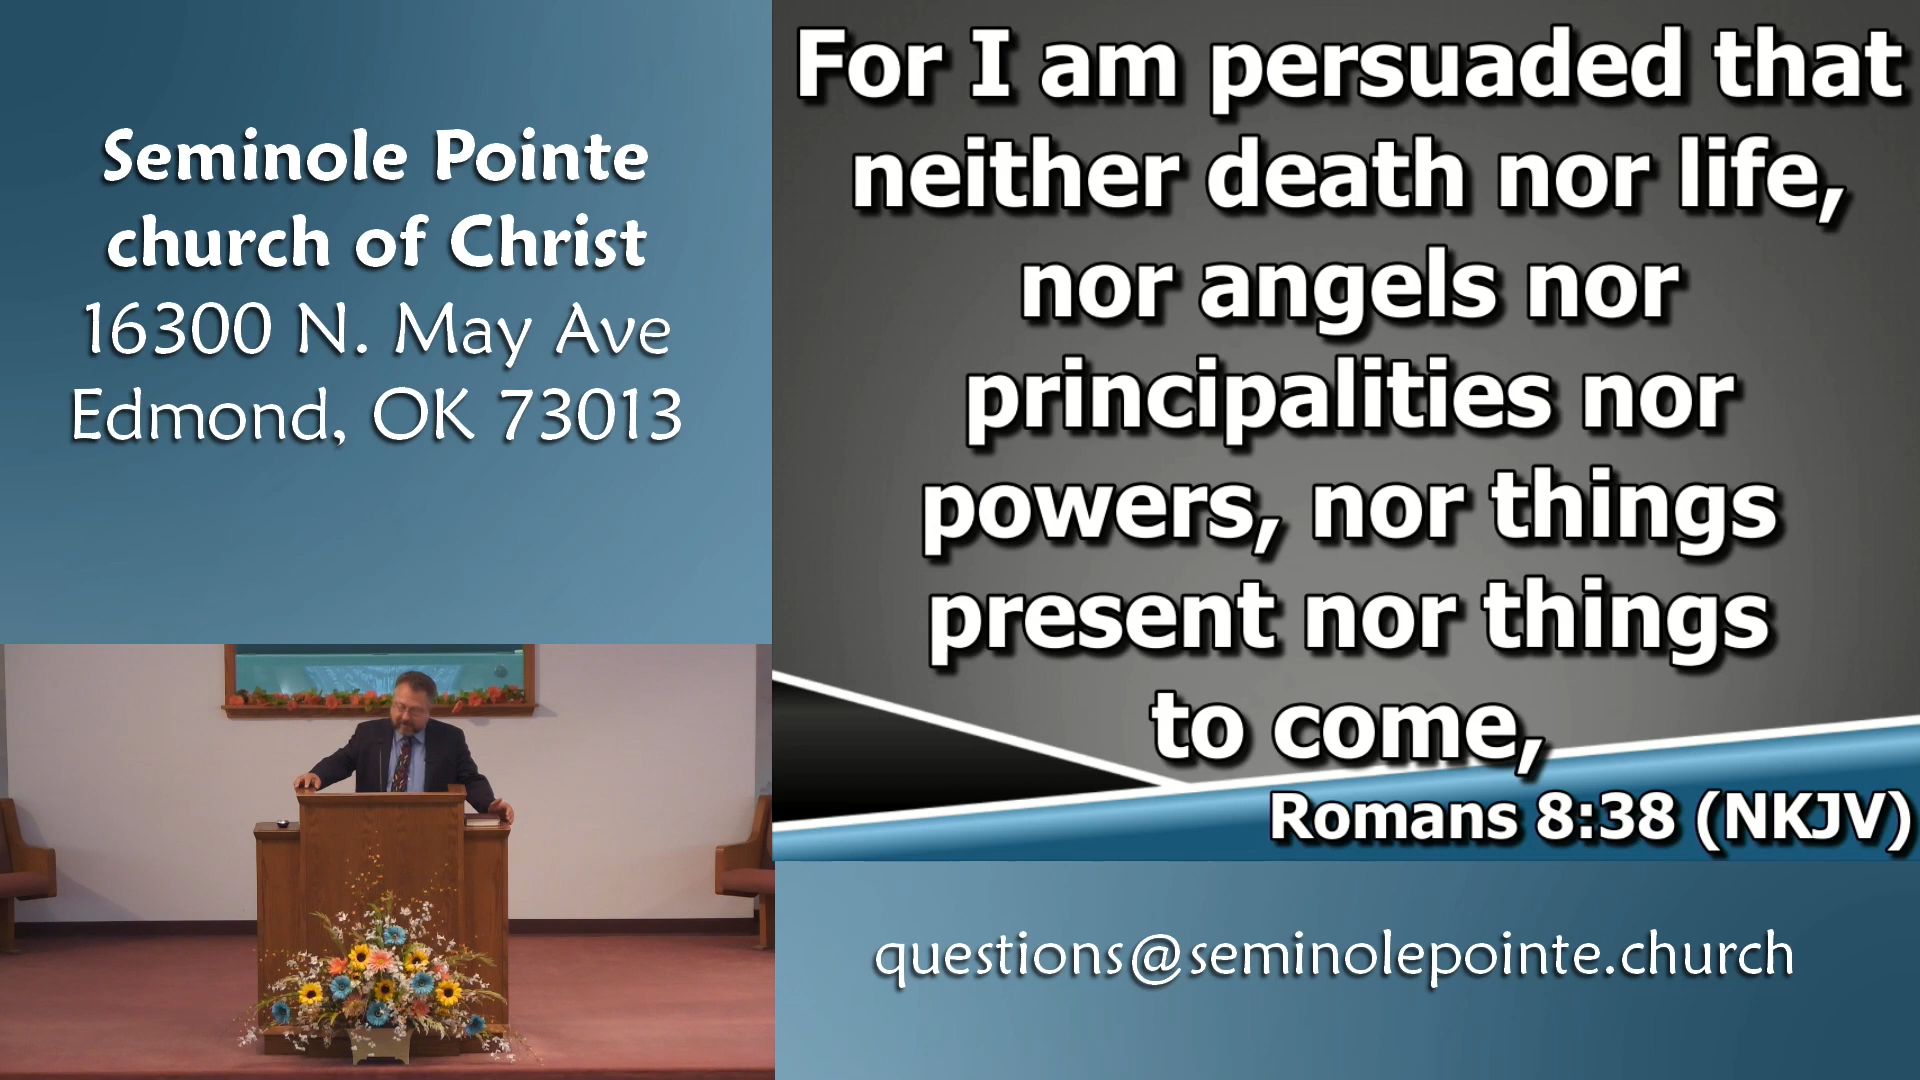 Seminole Pointe
church of Christ
16300 N. May Ave
Edmond, OK 73013
For I am persuaded that
neither death nor life,
nor angels nor
principalities nor
powers, nor things
present nor things
to come,
Romans 8:38 (NKJV)
questions@seminolepointe.church